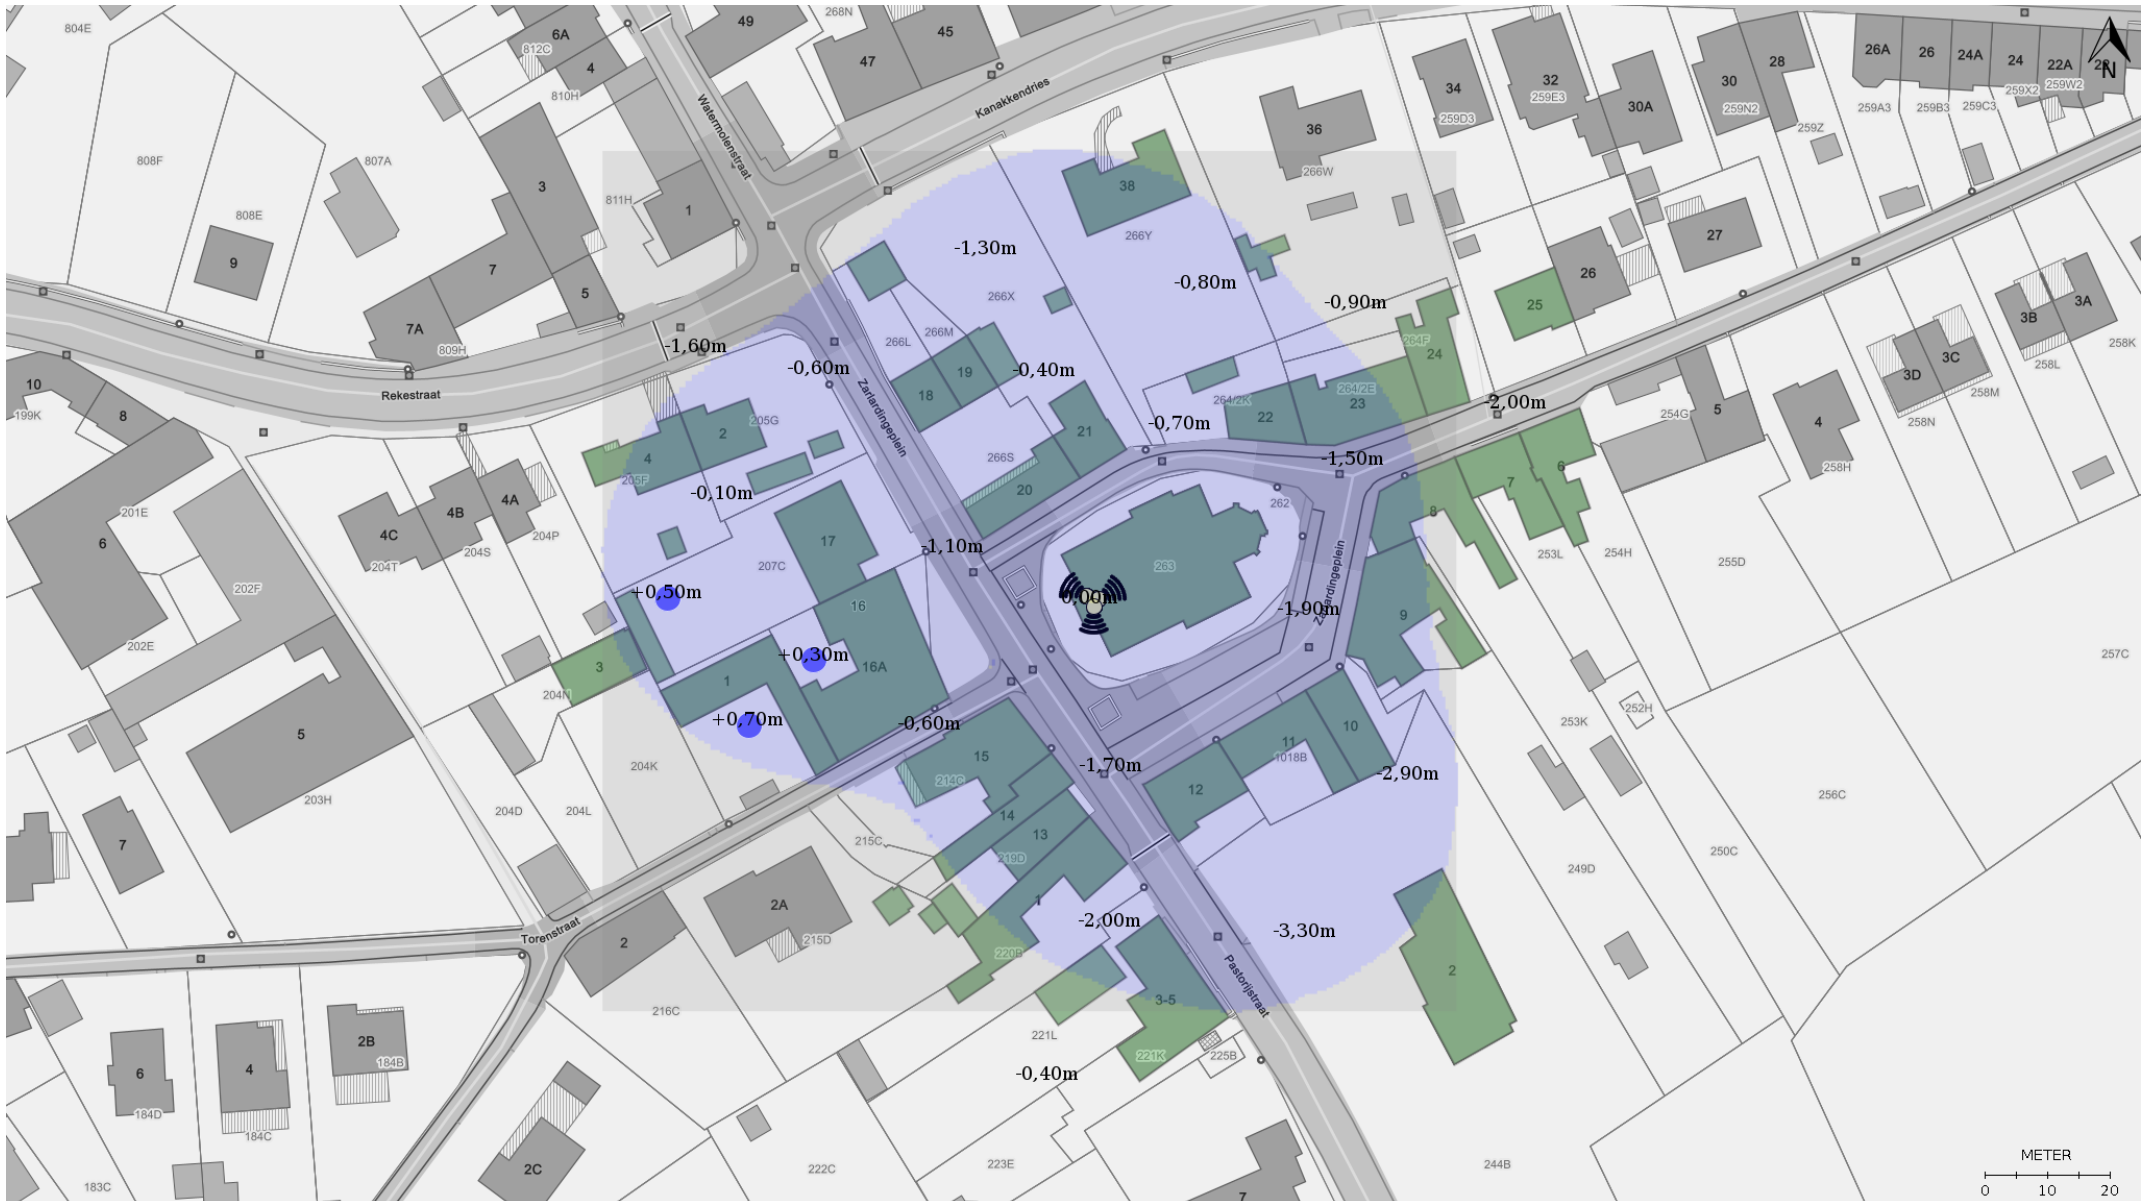 804E
812C
6A
4
49
268N
47
45
Kanakkendries
Watermolenstraat
810H
34
259D3
32
259E3
30A
30
259N2
28
259Z
26A
26
24A
24
22A
259A3
259B3
259C3
259X2
259W2
N
808F
807A
3
811H
1
36
266W
38
266Y
808E
9
7
5
7A
809H
-1,30m
266X
-0,80m
-0,90m
27
26
25
3B
3A
258K
258L
3C
3D
258M
258N
-1,60m
-0,60m
266L
266M
-0,40m
19
18
264F
24
264/2E
23
264/2K
22
-2,00m
Rekestraat
10
8
199K
Zarlardingeplein
205G
2
4
205F
21
-0,70m
266S
20
254G
5
4
258H
-1,50m
6
7
8
262
-0,10m
201E
6
4A
4B
4C
204P
204S
204T
17
-1,10m
207C
263
253L
254H
255D
202F
+0,50m
16
0,00m
-1,90m
Zarlardingeplein
9
202E
+0,30m
16A
3
1
204N
257C
+0,70m
-0,60m
252H
253K
5
10
11
1018B
15
214C
-1,70m
-2,90m
12
204K
203H
204D
204L
14
13
219D
215C
7
256C
250C
249D
2A
215D
2
Torenstraat
-2,00m
-3,30m
220B
2
Pastorijstraat
3-5
216C
221L
221K
225B
2B
184B
6
4
184D
184C
-0,40m
2C
183C
222C
223E
7
244B
METER
0
10
20